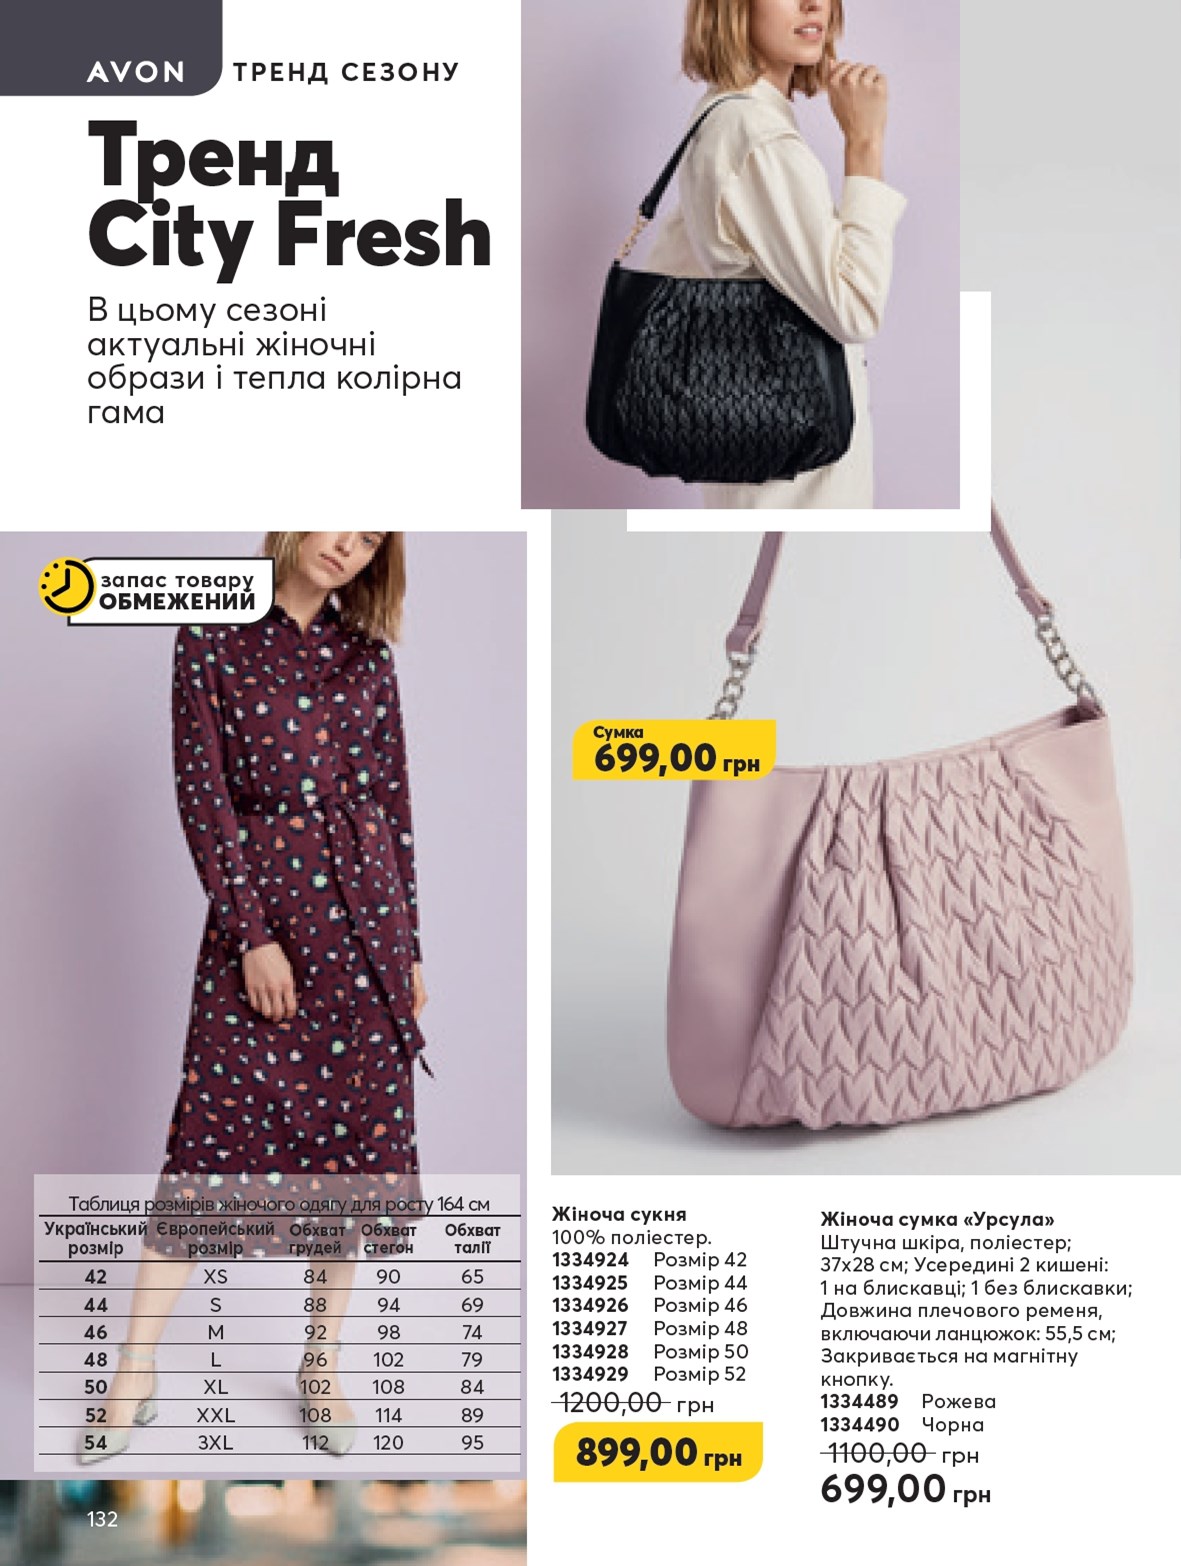 AVON ТРЕНД СЕЗОНУ
Тренд
City Fresh
В цьому сезоні
актуальні жіночні
образи і тепла колірна
гама
запас товару
ОБМЕЖЕНИЙ
Сумка
699,00 грн
Таблиця розмірів жіночого одягу для росту 164 см
Український розмір Європейський розмір Обхват грудей Обхват стегон Обхват талії
42 XS 84 90 65
44 S 88 94 69
46 M 92 98 74
48 L 96 102 79
50 XL 102 108 84
52 XXL 108 114 89
54 3XL 112 120 95
132
Жіноча сукня
100% поліестер.
1334924 Розмір 42
1334925 Розмір 44
1334926 Розмір 46
1334927 Розмір 48
1334928 Розмір 50
1334929 Розмір 52
1200,00 грн
899,00 грн
Жіноча сумка «Урсула»
Штучна шкіра, поліестер;
37x28 см; Усередині 2 кишені:
1 на блискавці; 1 без блискавки;
Довжина плечового ременя,
включаючи ланцюжок: 55,5 см;
Закривається на магнітну
кнопку.
1334489 Рожева
1334490 Чорна
1100,00 грн
699,00 грн